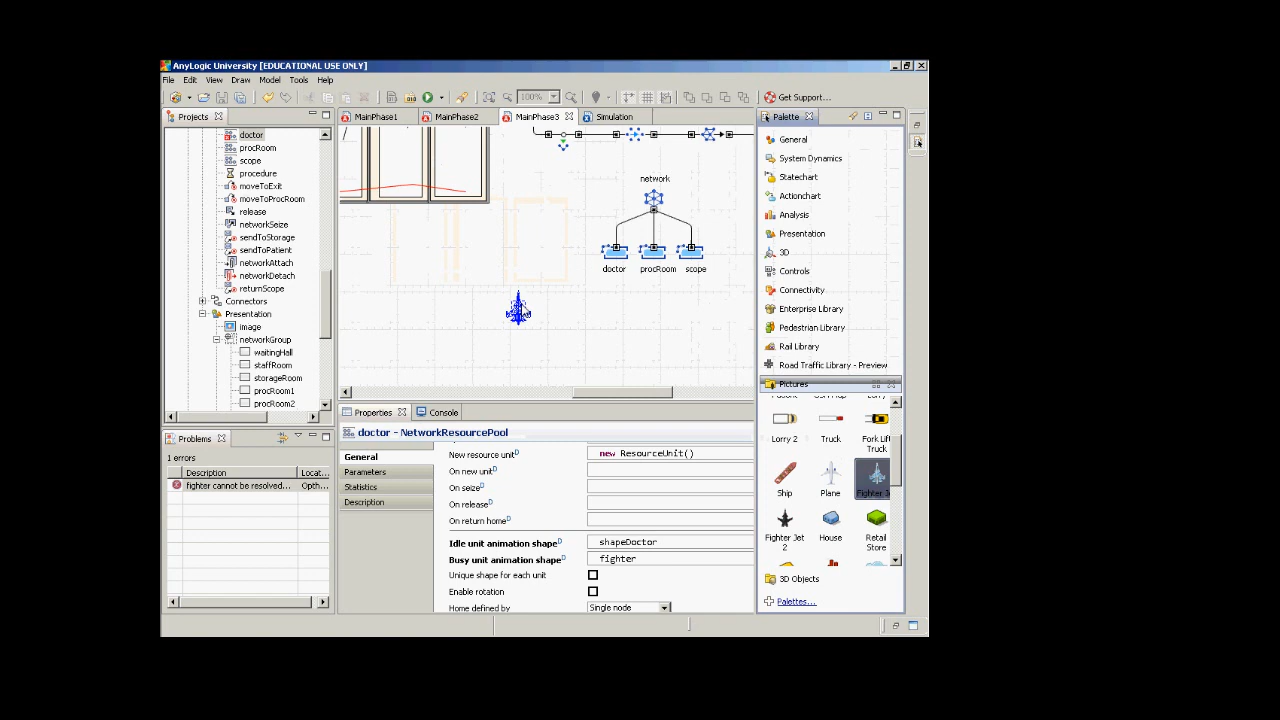 AnyLogic University [EDUCATIONAL USE ONLY]
File Edit View Draw Model Tools Help
100% Get Support...
Projects
MainPhase1 MainPhase2 MainPhase3 Simulation
Palette
doctor
procRoom
scope
procedure
moveToExit
moveToProcRoom
release
networkSeize
sendToStorage
sendToPatient
networkAttach
networkDetach
returnScope
Connectors
Presentation
image
networkGroup
waitingHall
staffRoom
storageRoom
procRoom1
procRoom2
network
doctor procRoom scope
General
System Dynamics
Statechart
Actionchart
Analysis
Presentation
3D
Controls
Connectivity
Enterprise Library
Pedestrian Library
Rail Library
Road Traffic Library - Preview
Pictures
Lorry 2 Truck Fork Lift
Truck
Ship Plane
Fighter Jet House Retail
2 Store
3D Objects
Palettes...
Problems
1 errors
Description Locat...
fighter cannot be resolved... Opth...
Properties Console
doctor - NetworkResourcePool
General
Parameters
Statistics
Description
New resource unit new ResourceUnit()
On new unit
On seize
On release
On return home
Idle unit animation shape shapeDoctor
Busy unit animation shape fighter
Unique shape for each unit
Enable rotation
Home defined by Single node